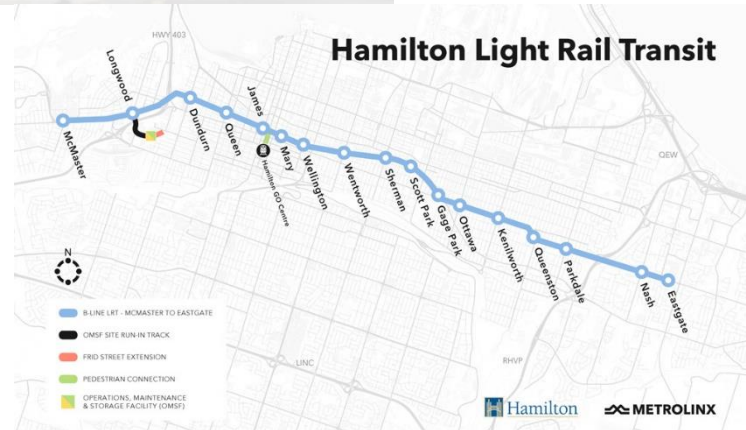 Hamilton Light Rail Transit
HWY 403
QEW
McMaster
Longwood
Dundurn
Queen
James
Hamilton GO Centre
Mary
Wellington
Wentworth
Sherman
Scott Park
Gage Park
Ottawa
Kenilworth
Queenston
Parkdale
Nash
Eastgate
N
LINC
RHVP
B-LINE LRT - MCMASTER TO EASTGATE
OMSF SITE RUN-IN TRACK
FRID STREET EXTENSION
PEDESTRIAN CONNECTION
OPERATIONS, MAINTENANCE
& STORAGE FACILITY (OMSF)
Hamilton
METROLINX